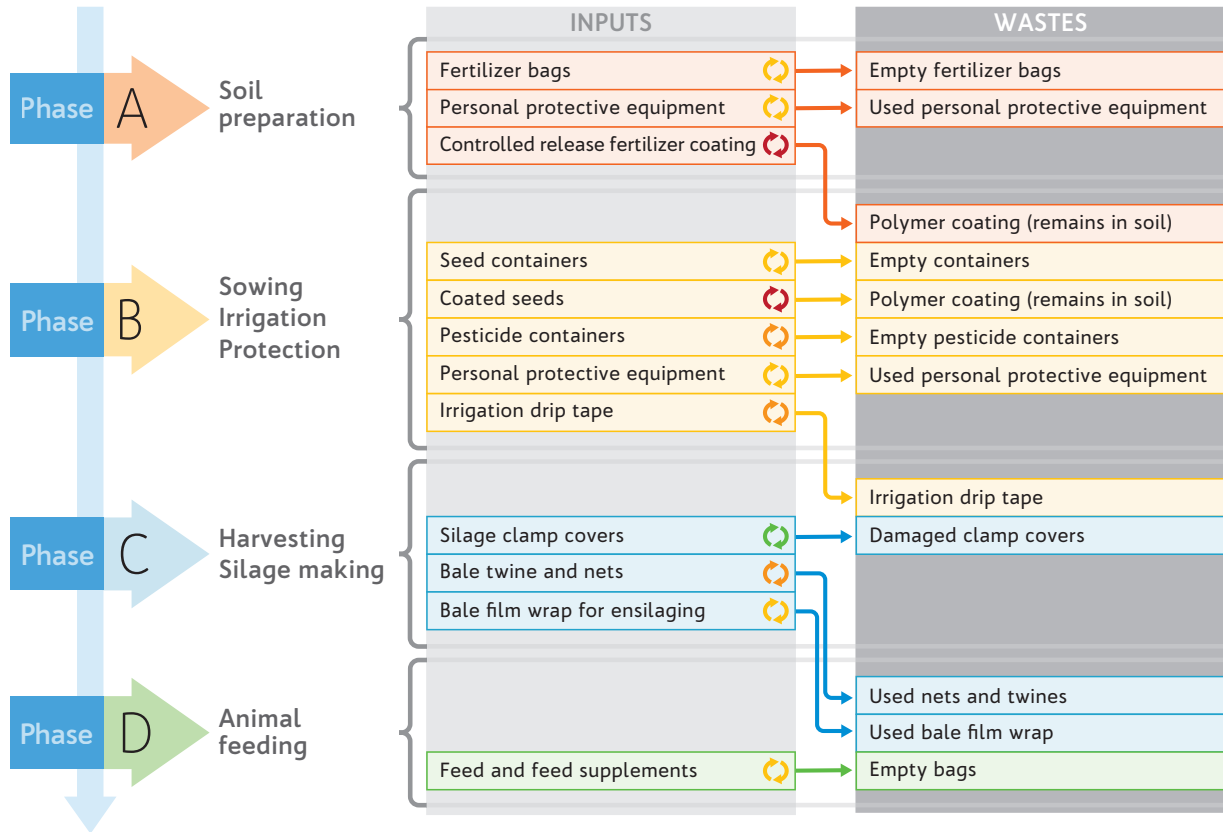 INPUTS
WASTES
Phase A
Soil
preparation
Fertilizer bags
Empty fertilizer bags
Personal protective equipment
Used personal protective equipment
Controlled release fertilizer coating
Polymer coating (remains in soil)
Phase B
Sowing
Irrigation
Protection
Seed containers
Empty containers
Coated seeds
Polymer coating (remains in soil)
Pesticide containers
Empty pesticide containers
Personal protective equipment
Used personal protective equipment
Irrigation drip tape
Irrigation drip tape
Phase C
Harvesting
Silage making
Silage clamp covers
Damaged clamp covers
Bale twine and nets
Bale film wrap for ensilaging
Used nets and twines
Used bale film wrap
Phase D
Animal
feeding
Feed and feed supplements
Empty bags